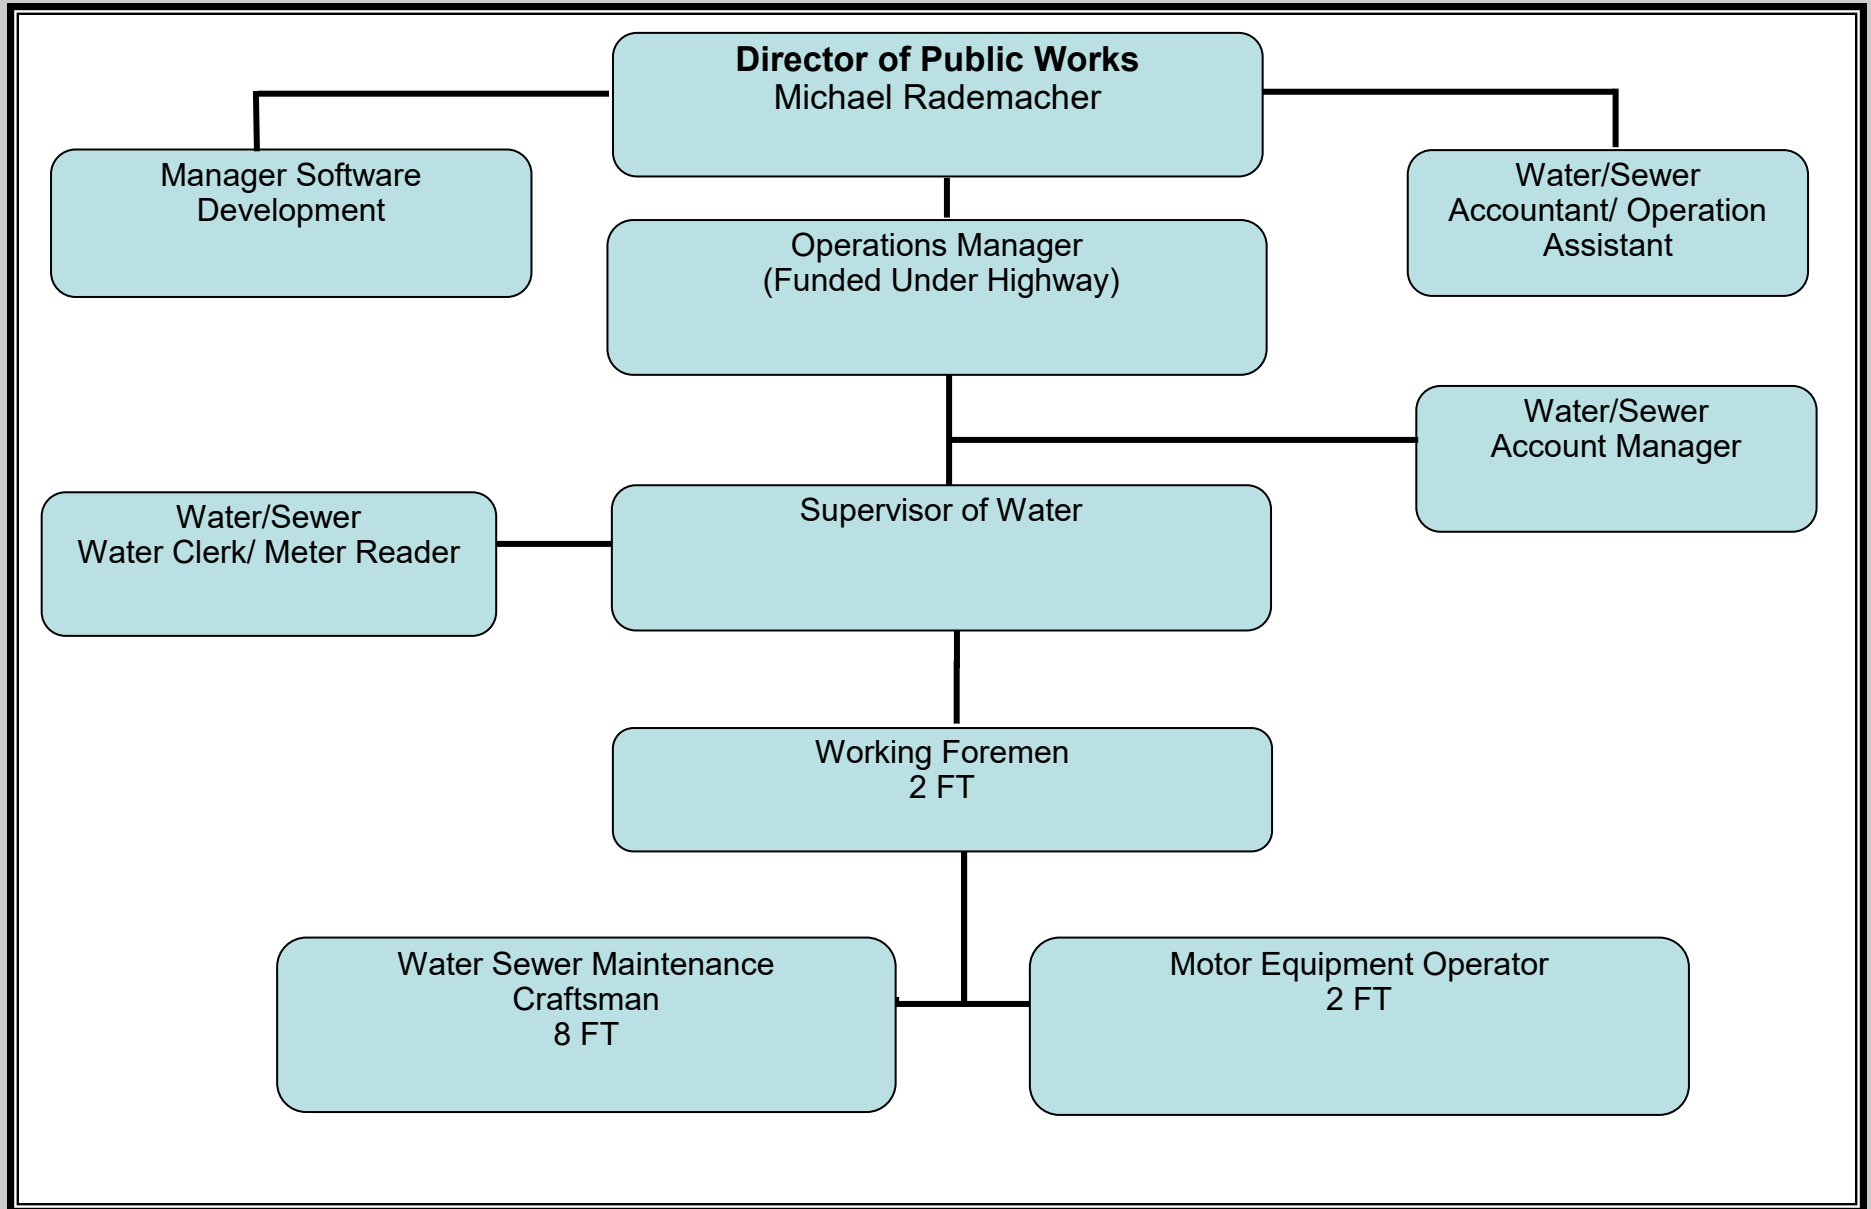 Director of Public Works
Michael Rademacher
Manager Software
Development
Water/Sewer
Accountant/ Operation
Assistant
Operations Manager
(Funded Under Highway)
Water/Sewer
Account Manager
Water/Sewer
Water Clerk/ Meter Reader
Supervisor of Water
Working Foremen
2 FT
Water Sewer Maintenance
Craftsman
8 FT
Motor Equipment Operator
2 FT